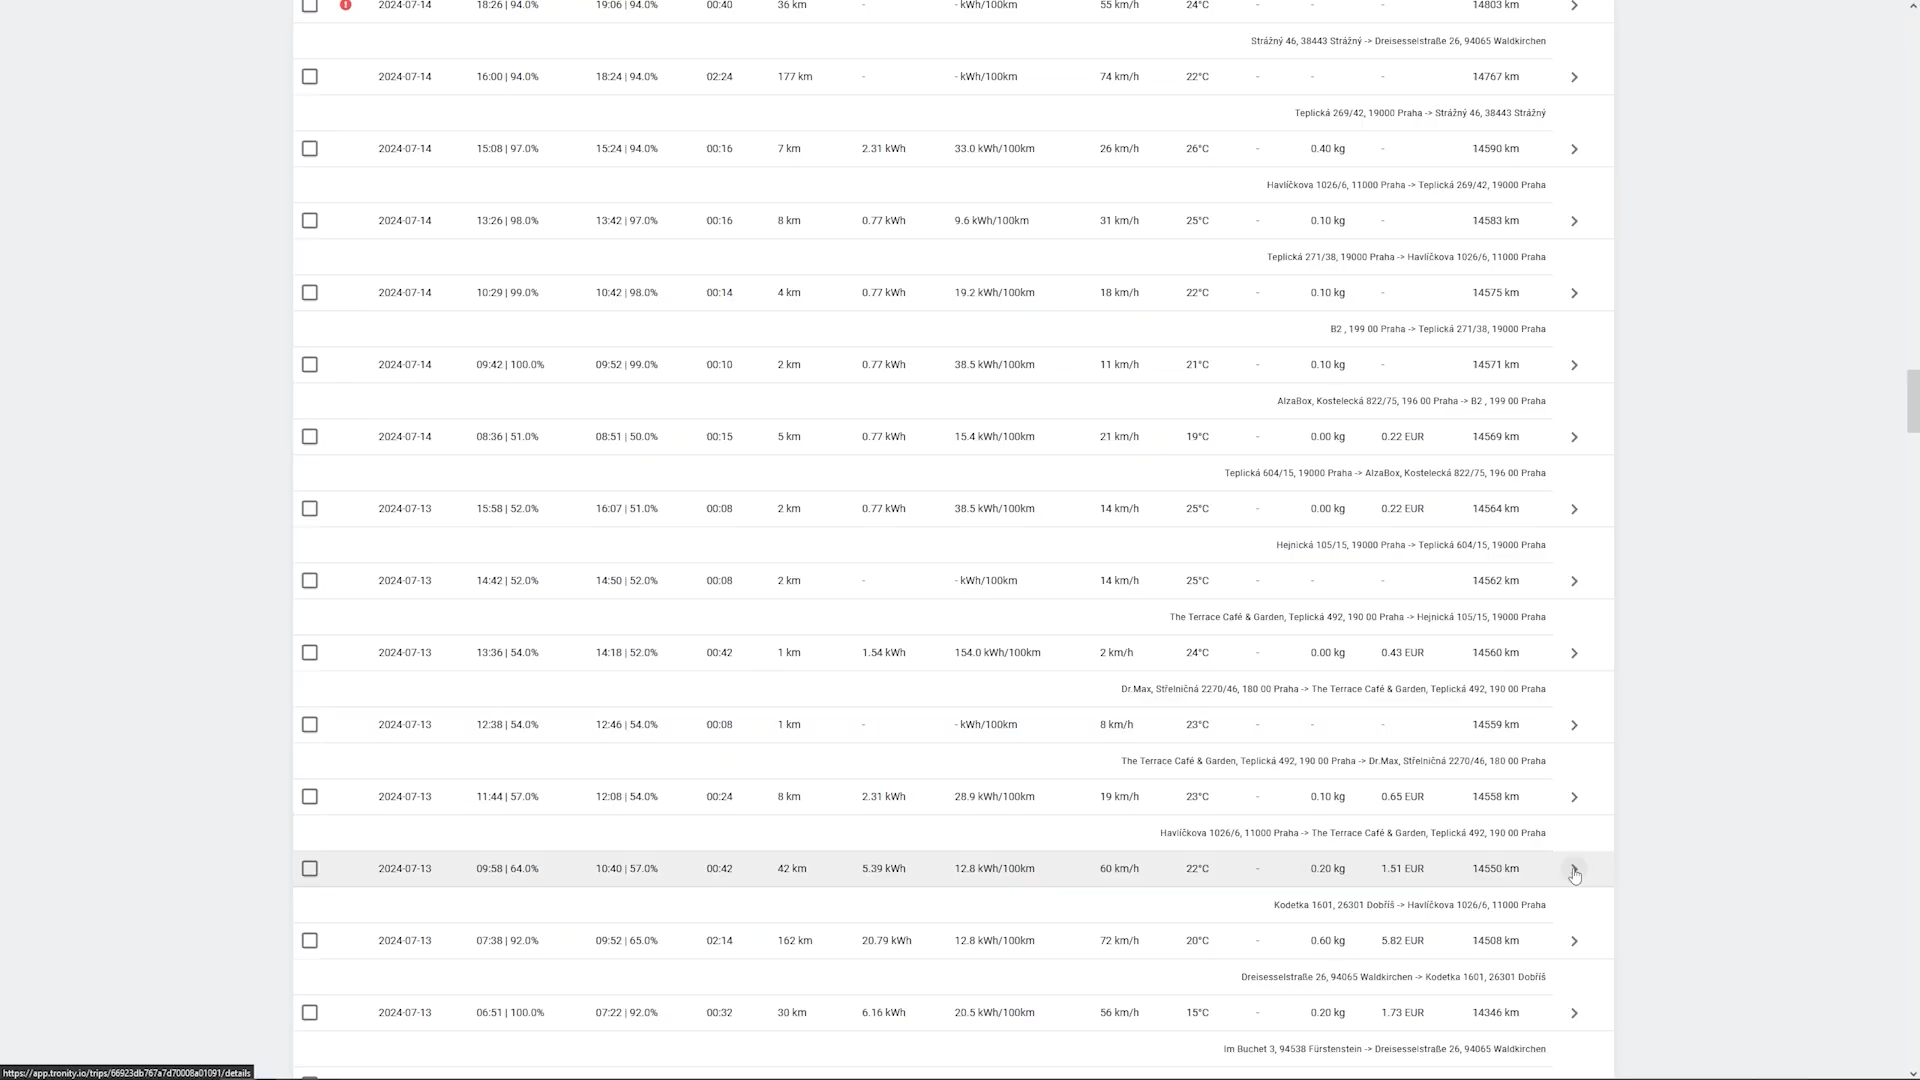 2024-07-14 18:26 | 94.0% 19:06 | 94.0% 00:40 36 km - - kWh/100km 55 km/h 24°C - - - 14803 km
Strážný 46, 38443 Strážný -> Dreisesselstraße 26, 94065 Waldkirchen
2024-07-14 16:00 | 94.0% 18:24 | 94.0% 02:24 177 km - - kWh/100km 74 km/h 22°C - - - 14767 km
Teplická 269/42, 19000 Praha -> Strážný 46, 38443 Strážný
2024-07-14 15:08 | 97.0% 15:24 | 94.0% 00:16 7 km 2.31 kWh 33.0 kWh/100km 26 km/h 26°C - 0.40 kg - 14590 km
Havlíčkova 1026/6, 11000 Praha -> Teplická 269/42, 19000 Praha
2024-07-14 13:26 | 98.0% 13:42 | 97.0% 00:16 8 km 0.77 kWh 9.6 kWh/100km 31 km/h 25°C - 0.10 kg - 14583 km
Teplická 271/38, 19000 Praha -> Havlíčkova 1026/6, 11000 Praha
2024-07-14 10:29 | 99.0% 10:42 | 98.0% 00:14 4 km 0.77 kWh 19.2 kWh/100km 18 km/h 22°C - 0.10 kg - 14575 km
B2 , 199 00 Praha -> Teplická 271/38, 19000 Praha
2024-07-14 09:42 | 100.0% 09:52 | 99.0% 00:10 2 km 0.77 kWh 38.5 kWh/100km 11 km/h 21°C - 0.10 kg - 14571 km
AlzaBox, Kostelecká 822/75, 196 00 Praha -> B2 , 199 00 Praha
2024-07-14 08:36 | 51.0% 08:51 | 50.0% 00:15 5 km 0.77 kWh 15.4 kWh/100km 21 km/h 19°C - 0.00 kg 0.22 EUR 14569 km
Teplická 604/15, 19000 Praha -> AlzaBox, Kostelecká 822/75, 196 00 Praha
2024-07-13 15:58 | 52.0% 16:07 | 51.0% 00:08 2 km 0.77 kWh 38.5 kWh/100km 14 km/h 25°C - 0.00 kg 0.22 EUR 14564 km
Hejnická 105/15, 19000 Praha -> Teplická 604/15, 19000 Praha
2024-07-13 14:42 | 52.0% 14:50 | 52.0% 00:08 2 km - - kWh/100km 14 km/h 25°C - - - 14562 km
The Terrace Café & Garden, Teplická 492, 190 00 Praha -> Hejnická 105/15, 19000 Praha
2024-07-13 13:36 | 54.0% 14:18 | 52.0% 00:42 1 km 1.54 kWh 154.0 kWh/100km 2 km/h 24°C - 0.00 kg 0.43 EUR 14560 km
Dr.Max, Střelničná 2270/46, 180 00 Praha -> The Terrace Café & Garden, Teplická 492, 190 00 Praha
2024-07-13 12:38 | 54.0% 12:46 | 54.0% 00:08 1 km - - kWh/100km 8 km/h 23°C - - - 14559 km
The Terrace Café & Garden, Teplická 492, 190 00 Praha -> Dr.Max, Střelničná 2270/46, 180 00 Praha
2024-07-13 11:44 | 57.0% 12:08 | 54.0% 00:24 8 km 2.31 kWh 28.9 kWh/100km 19 km/h 23°C - 0.10 kg 0.65 EUR 14558 km
Havlíčkova 1026/6, 11000 Praha -> The Terrace Café & Garden, Teplická 492, 190 00 Praha
2024-07-13 09:58 | 64.0% 10:40 | 57.0% 00:42 42 km 5.39 kWh 12.8 kWh/100km 60 km/h 22°C - 0.20 kg 1.51 EUR 14550 km
Kodetka 1601, 26301 Dobříš -> Havlíčkova 1026/6, 11000 Praha
2024-07-13 07:38 | 92.0% 09:52 | 65.0% 02:14 162 km 20.79 kWh 12.8 kWh/100km 72 km/h 20°C - 0.60 kg 5.82 EUR 14508 km
Dreisesselstraße 26, 94065 Waldkirchen -> Kodetka 1601, 26301 Dobříš
2024-07-13 06:51 | 100.0% 07:22 | 92.0% 00:32 30 km 6.16 kWh 20.5 kWh/100km 56 km/h 15°C - 0.20 kg 1.73 EUR 14346 km
Im Buchet 3, 94538 Fürstenstein -> Dreisesselstraße 26, 94065 Waldkirchen
https://app.tronity.io/trips/66923db767a7d70008a01091/details